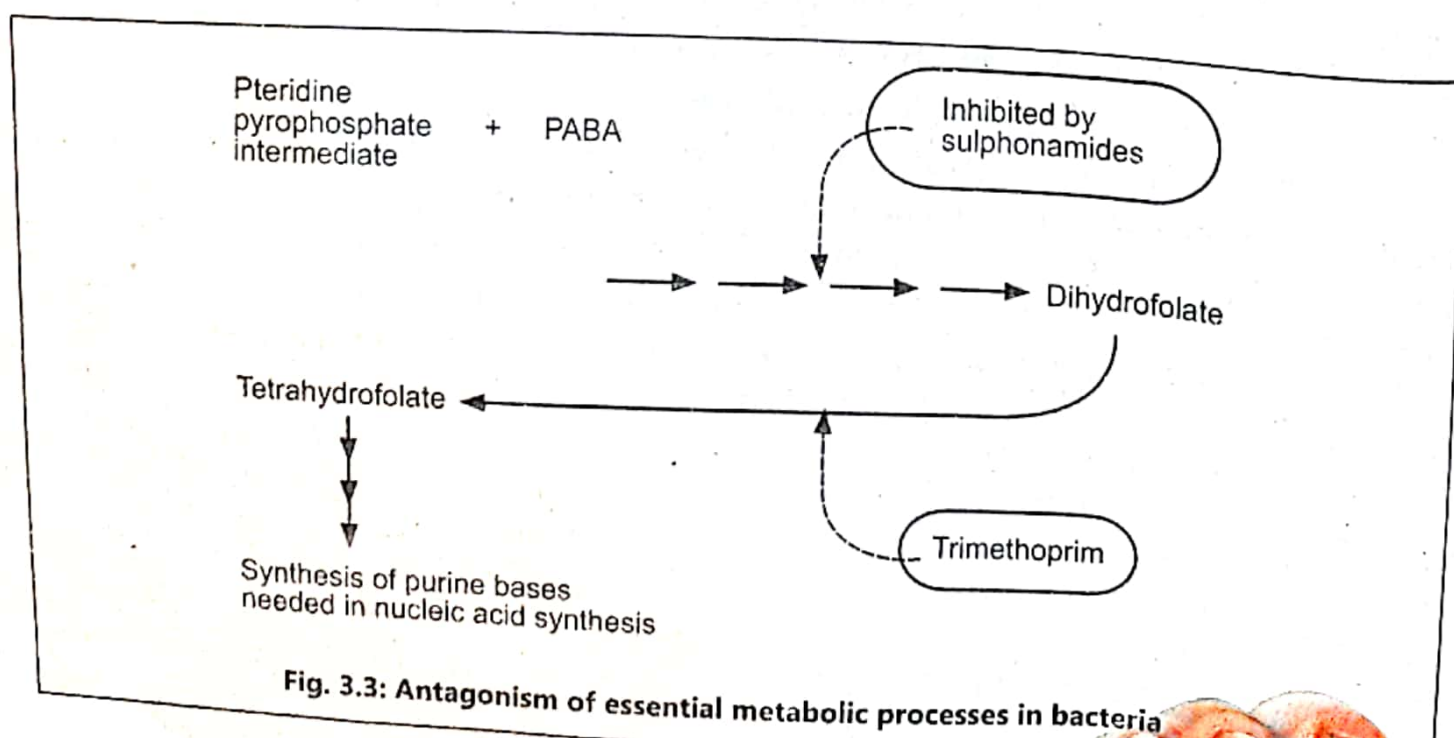 Pteridine
pyrophosphate + PABA
intermediate
Inhibited by
sulphonamides
Dihydrofolate
Tetrahydrofolate
Trimethoprim
Synthesis of purine bases
needed in nucleic acid synthesis
Fig. 3.3: Antagonism of essential metabolic processes in bacteria